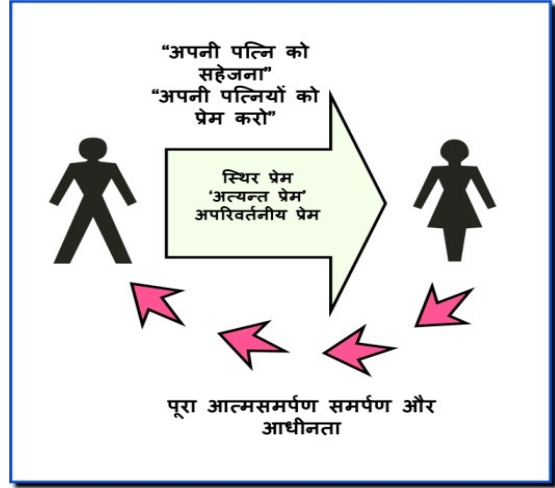 “अपनी पत्नि को
सहेजना”
“अपनी पत्नियों को
प्रेम करो”
स्थिर प्रेम
‘अत्यन्त प्रेम’
अपरिवर्तनीय प्रेम
पूरा आत्मसमर्पण समर्पण और
आधीनता